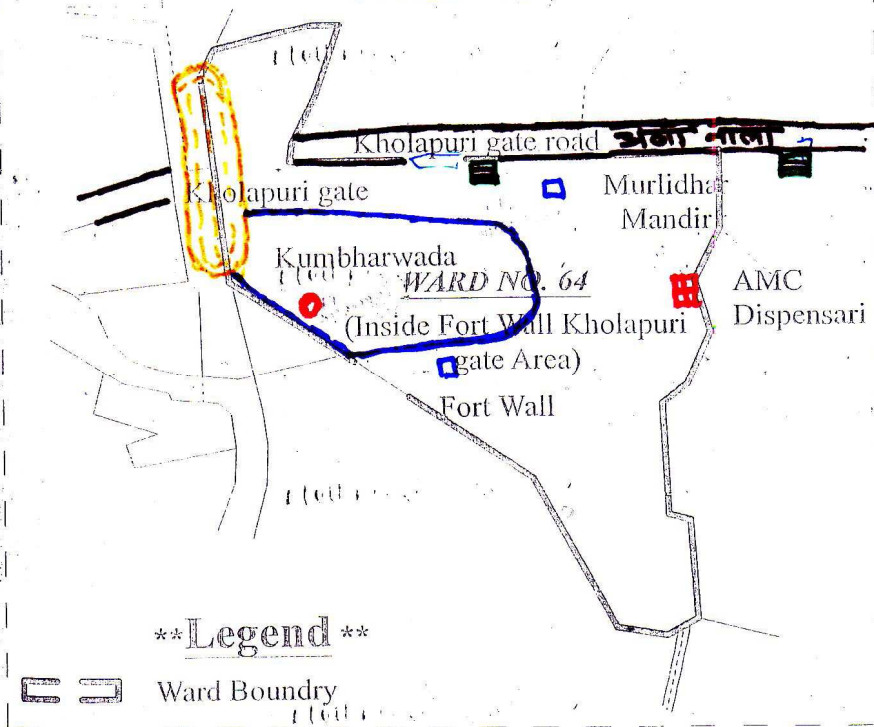 Kholapuri gate road अंबा नाला
Kholapuri gate
Murlidhar
Mandir
Kumbharwada
WARD NO. 64
(Inside Fort Wall Kholapuri
gate Area)
AMC
Dispensari
Fort Wall
**Legend**
Ward Boundry